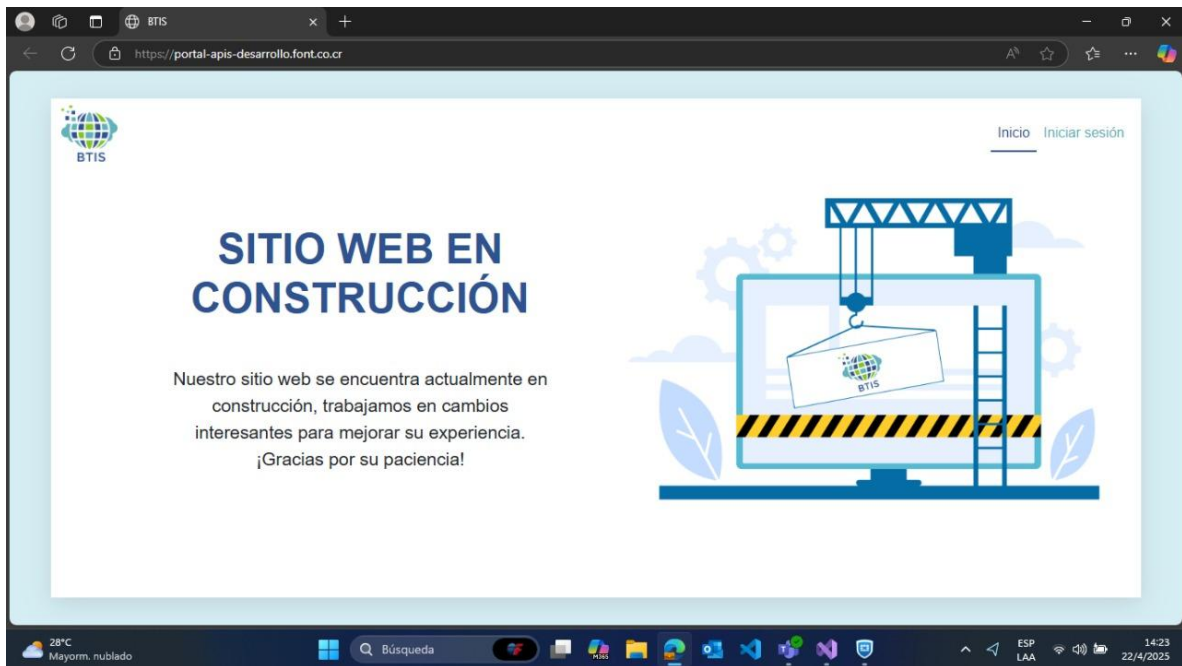 BTIS
https://portal-apis-desarrollo.font.co.cr
BTIS
Inicio Iniciar sesión
SITIO WEB EN
CONSTRUCCIÓN
Nuestro sitio web se encuentra actualmente en
construcción, trabajamos en cambios
interesantes para mejorar su experiencia.
¡Gracias por su paciencia!
BTIS
28°C
Mayorm. nublado
Búsqueda
M365
ESP
LAA
14:23
22/4/2025